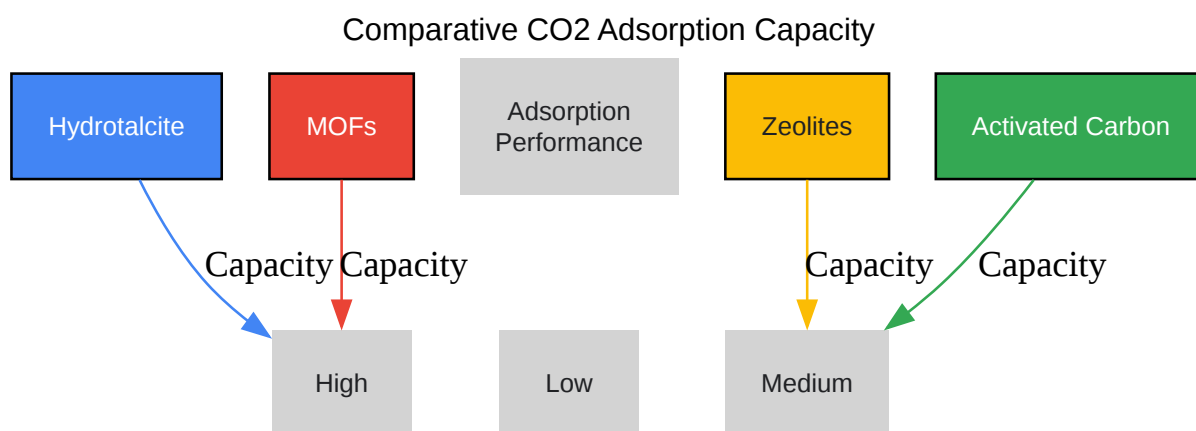 Comparative CO2 Adsorption Capacity
Hydrotalcite
MOFs
Adsorption
Performance
Zeolites
Activated Carbon
Capacity
Capacity
Capacity
Capacity
High
Low
Medium